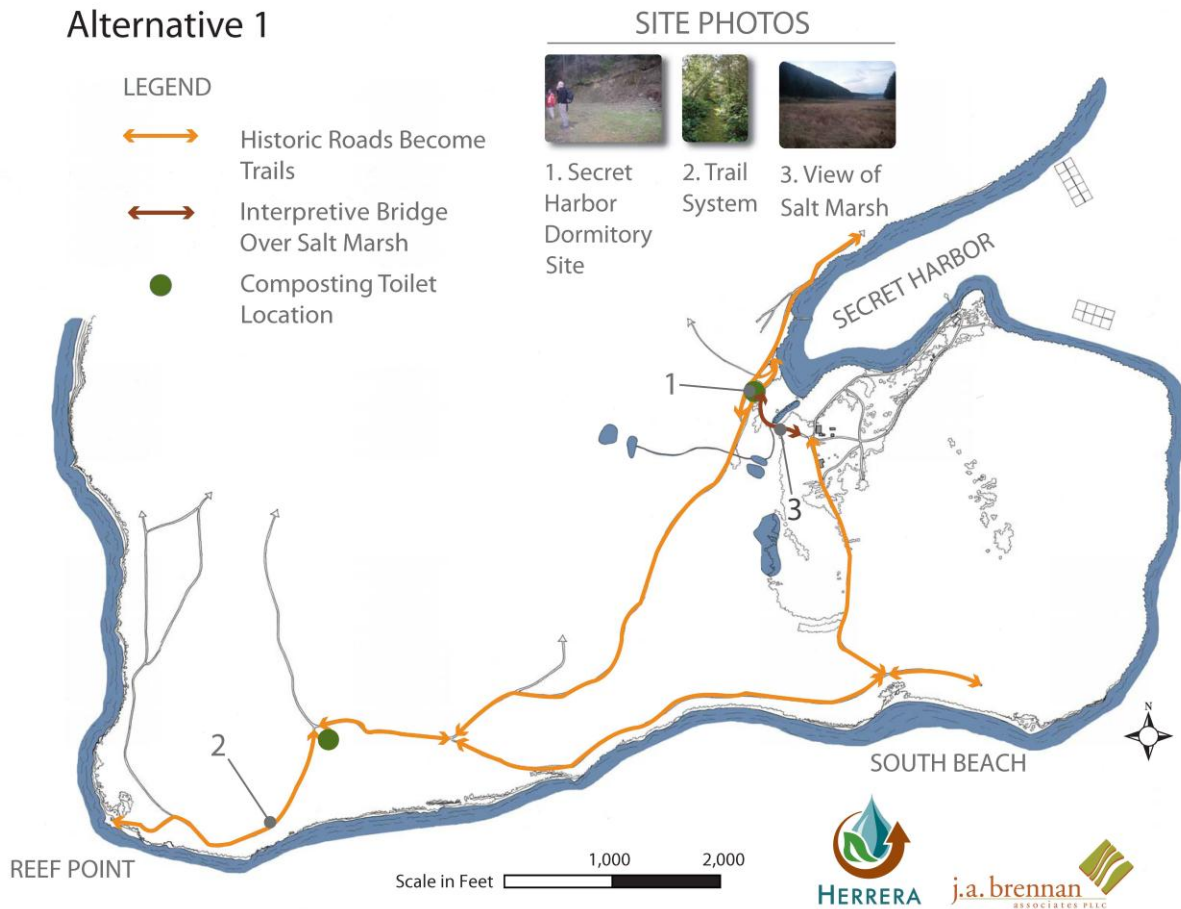 Alternative 1
SITE PHOTOS
LEGEND
Historic Roads Become
Trails
Interpretive Bridge
Over Salt Marsh
Composting Toilet
Location
1. Secret
Harbor
Dormitory
Site
2. Trail
System
3. View of
Salt Marsh
SECRET HARBOR
1
3
2
N
SOUTH BEACH
REEF POINT
Scale in Feet
1,000
2,000
HERRERA
j.a.brennan
associates PLLC